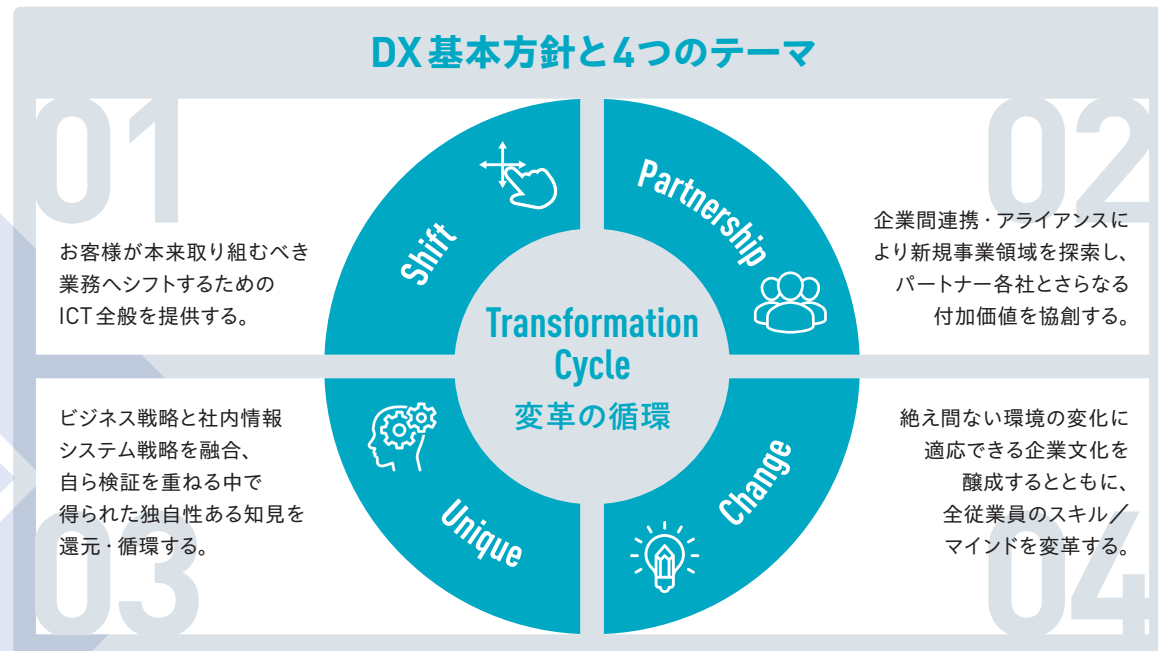 DX基本方針と4つのテーマ
01
お客様が本来取り組むべき
業務へシフトするための
ICT全般を提供する。
Shift
Partnership
02
企業間連携・アライアンスに
より新規事業領域を探索し、
パートナー各社とさらなる
付加価値を協創する。
Transformation
Cycle
変革の循環
ビジネス戦略と社内情報
システム戦略を融合、
自ら検証を重ねる中で
得られた独自性ある知見を
還元・循環する。
03
Unique
Change
絶え間ない環境の変化に
適応できる企業文化を
醸成するとともに、
全従業員のスキル／
マインドを変革する。
04